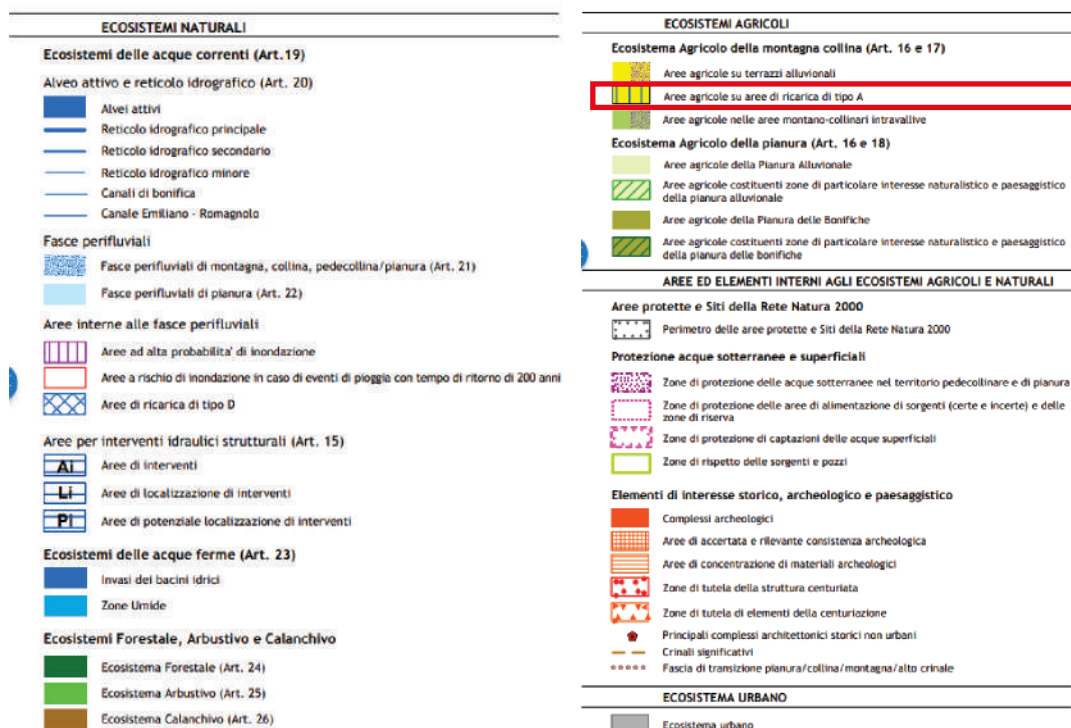 ECOSISTEMI NATURALI
Ecosistemi delle acque correnti (Art.19)
Alveo attivo e reticolo idrografico (Art. 20)
Alvei attivi
Reticolo idrografico principale
Reticolo idrografico secondario
Reticolo idrografico minore
Canali di bonifica
Canale Emiliano - Romagnolo
Fasce perifluviali
Fasce perifluviali di montagna, collina, pedecollina/pianura (Art. 21)
Fasce perifluviali di pianura (Art. 22)
Aree interne alle fasce perifluviali
Aree ad alta probabilita' di inondazione
Aree a rischio di inondazione in caso di eventi di pioggia con tempo di ritorno di 200 anni
Aree di ricarica di tipo D
Aree per interventi idraulici strutturali (Art. 15)
Ai Aree di interventi
Li Aree di localizzazione di interventi
Pi Aree di potenziale localizzazione di interventi
Ecosistemi delle acque ferme (Art. 23)
Invasi dei bacini idrici
Zone Umide
Ecosistemi Forestale, Arbustivo e Calanchivo
Ecosistema Forestale (Art. 24)
Ecosistema Arbustivo (Art. 25)
Ecosistema Calanchivo (Art. 26)
ECOSISTEMI AGRICOLI
Ecosistema Agricolo della montagna collina (Art. 16 e 17)
Aree agricole su terrazzi alluvionali
Aree agricole su aree di ricarica di tipo A
Aree agricole nelle aree montano-collinari intravallive
Ecosistema Agricolo della pianura (Art. 16 e 18)
Aree agricole della Pianura Alluvionale
Aree agricole costituenti zone di particolare interesse naturalistico e paesaggistico
della pianura alluvionale
Aree agricole della Pianura delle Bonifiche
Aree agricole costituenti zone di particolare interesse naturalistico e paesaggistico
della pianura delle bonifiche
AREE ED ELEMENTI INTERNI AGLI ECOSISTEMI AGRICOLI E NATURALI
Aree protette e Siti della Rete Natura 2000
Perimetro delle aree protette e Siti della Rete Natura 2000
Protezione acque sotterranee e superficiali
Zone di protezione delle acque sotterranee nel territorio pedecollinare e di pianura
Zone di protezione delle aree di alimentazione di sorgenti (certe e incerte) e delle
zone di riserva
Zone di protezione di captazioni delle acque superficiali
Zone di rispetto delle sorgenti e pozzi
Elementi di interesse storico, archeologico e paesaggistico
Complessi archeologici
Aree di accertata e rilevante consistenza archeologica
Aree di concentrazione di materiali archeologici
Zone di tutela della struttura centuriata
Zone di tutela di elementi della centuriazione
Principali complessi architettonici storici non urbani
Crinali significativi
Fascia di transizione pianura/collina/montagna/alto crinale
ECOSISTEMA URBANO
Ecosistema urbano